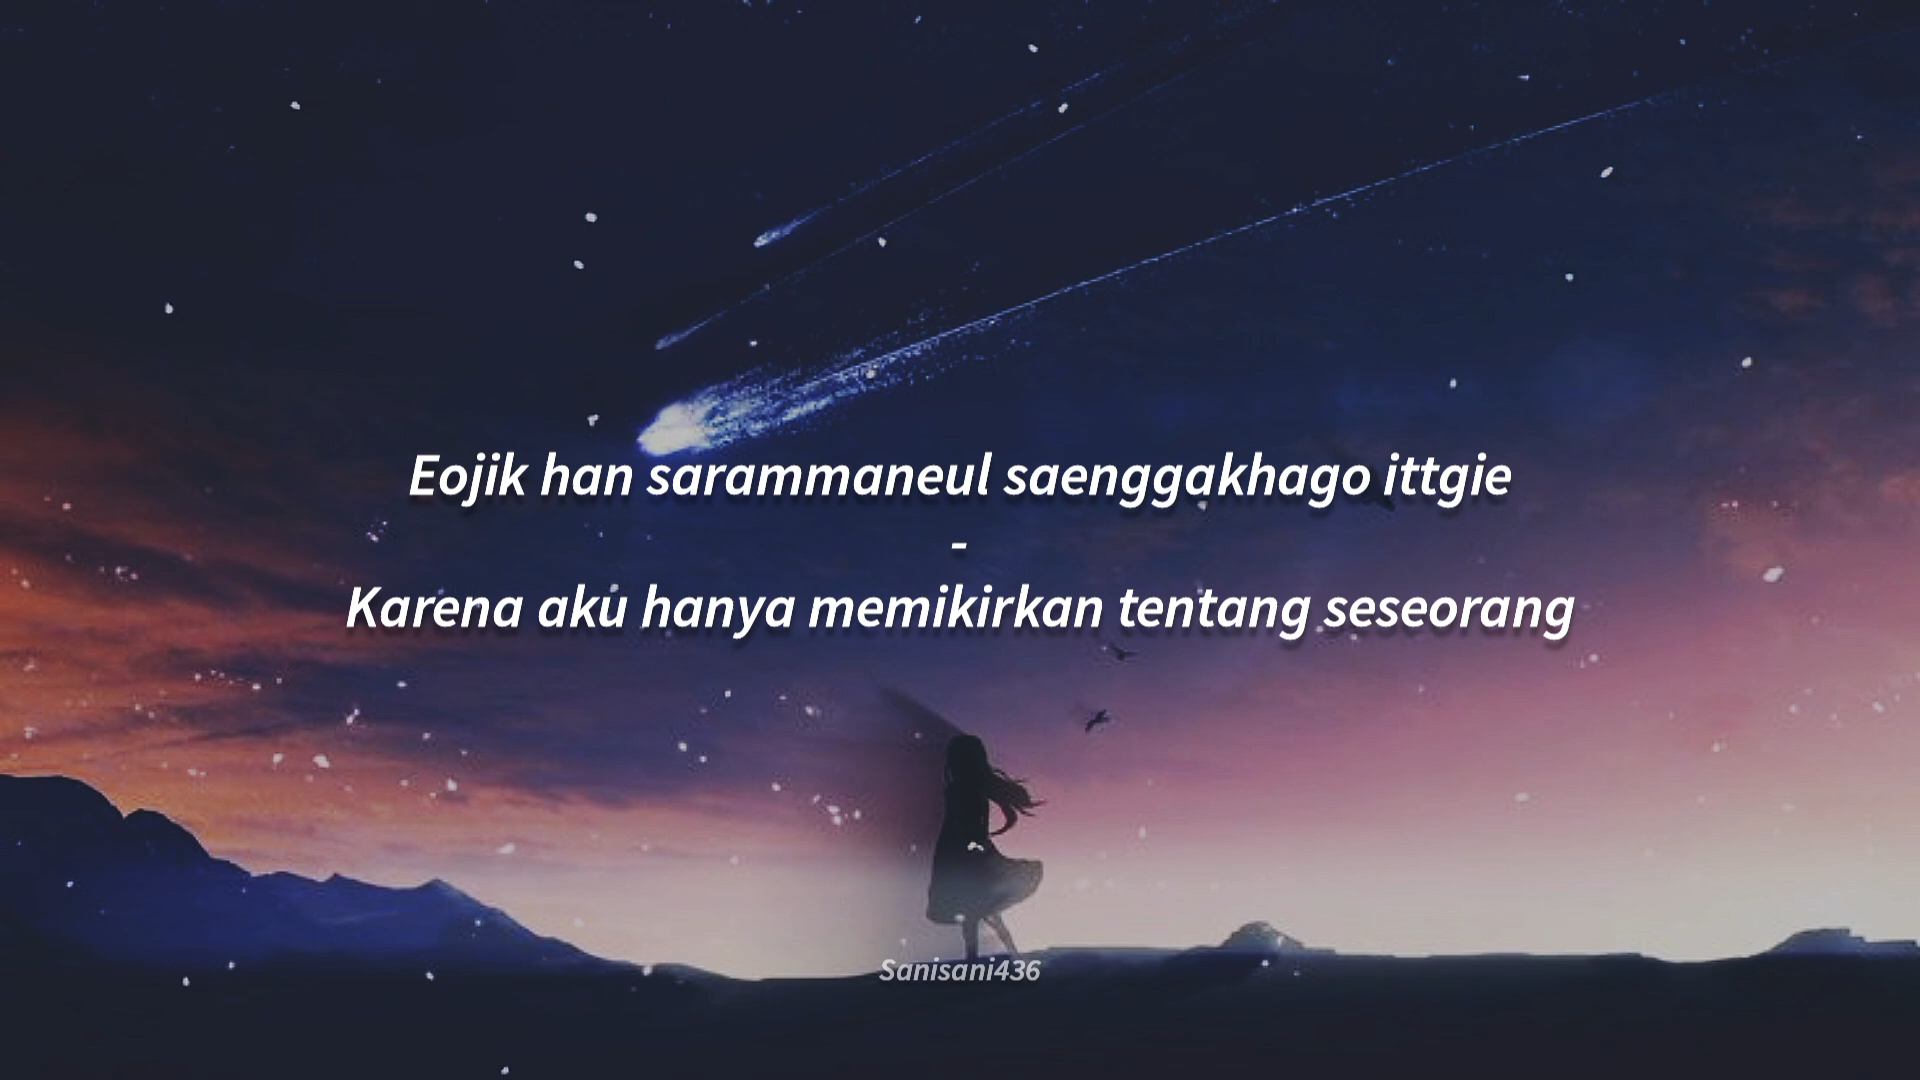 Eojik han sarammaneul saenggakhago ittgie
-
Karena aku hanya memikirkan tentang seseorang
Sanisani436